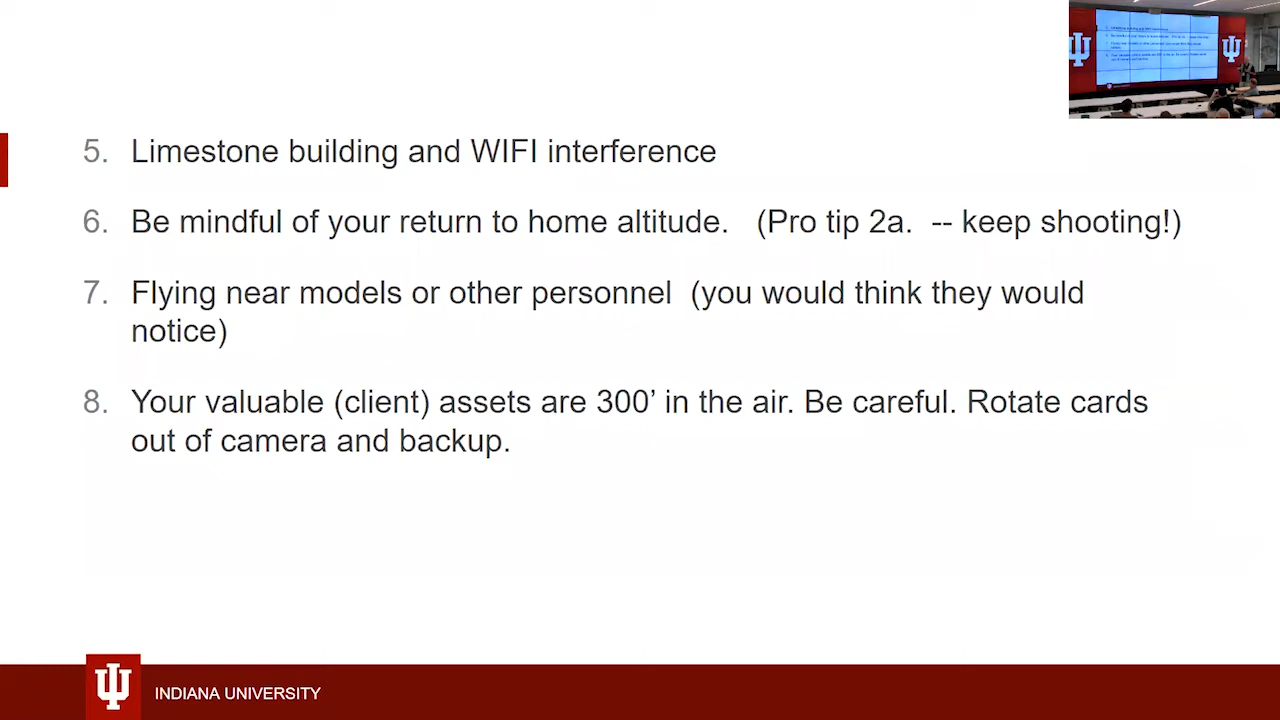 5. Limestone building and WIFI interference
6. Be mindful of your return to home altitude. (Pro tip 2a. -- keep shooting!)
7. Flying near models or other personnel (you would think they would
notice)
8. Your valuable (client) assets are 300’ in the air. Be careful. Rotate cards
out of camera and backup.
INDIANA UNIVERSITY